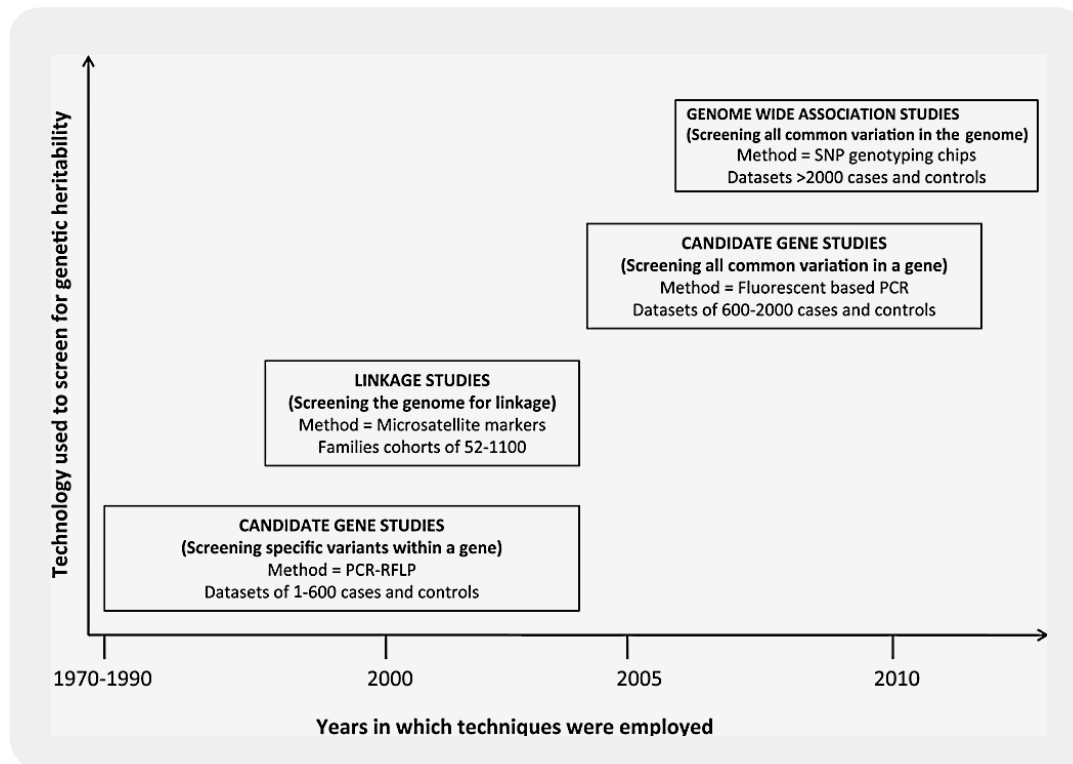 Technology used to screen for genetic heritability
GENOME WIDE ASSOCIATION STUDIES
(Screening all common variation in the genome)
Method = SNP genotyping chips
Datasets >2000 cases and controls
CANDIDATE GENE STUDIES
(Screening all common variation in a gene)
Method = Fluorescent based PCR
Datasets of 600-2000 cases and controls
LINKAGE STUDIES
(Screening the genome for linkage)
Method = Microsatellite markers
Families cohorts of 52-1100
CANDIDATE GENE STUDIES
(Screening specific variants within a gene)
Method = PCR-RFLP
Datasets of 1-600 cases and controls
1970-1990 2000 2005 2010
Years in which techniques were employed